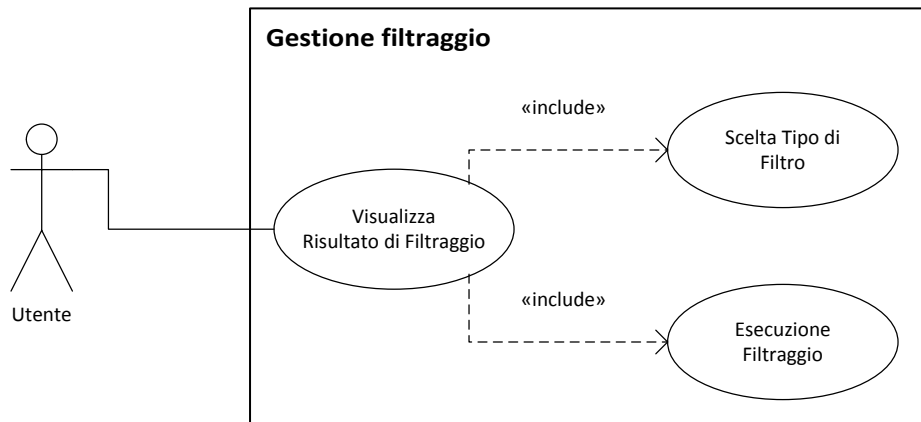 Gestione filtraggio
«include»
Scelta Tipo di
Filtro
Visualizza
Risultato di Filtraggio
«include»
Utente
Esecuzione
Filtraggio